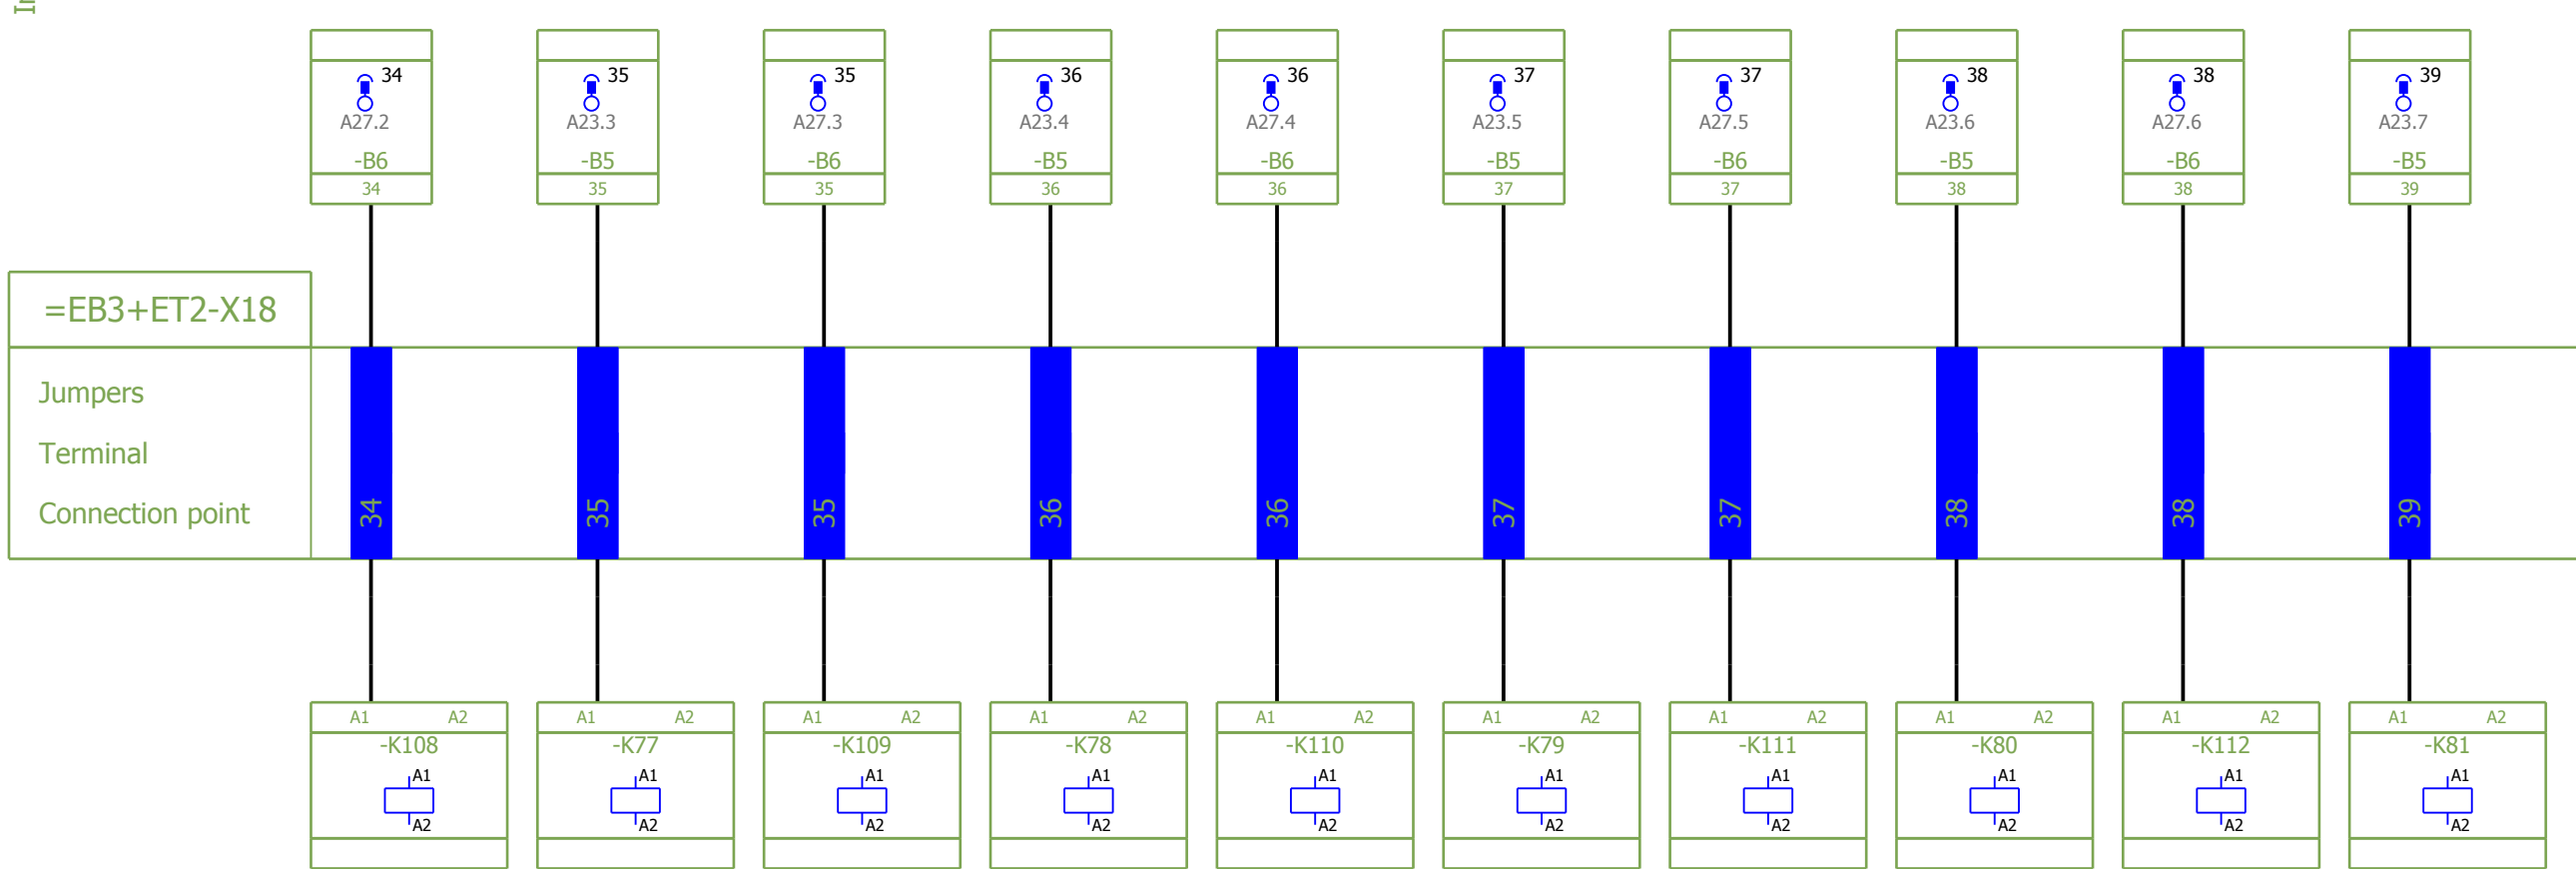 34 35 35 36 36 37 37 38 38 39
A27.2 A23.3 A27.3 A23.4 A27.4 A23.5 A27.5 A23.6 A27.6 A23.7
-B6 -B5 -B6 -B5 -B6 -B5 -B6 -B5 -B6 -B5
34 35 35 36 36 37 37 38 38 39
=EB3+ET2-X18
Jumpers
Terminal
Connection point 34 35 35 36 36 37 37 38 38 39
A1 A2 A1 A2 A1 A2 A1 A2 A1 A2 A1 A2 A1 A2 A1 A2 A1 A2 A1 A2
-K108 -K77 -K109 -K78 -K110 -K79 -K111 -K80 -K112 -K81
A1 A1 A1 A1 A1 A1 A1 A1 A1 A1
A2 A2 A2 A2 A2 A2 A2 A2 A2 A2